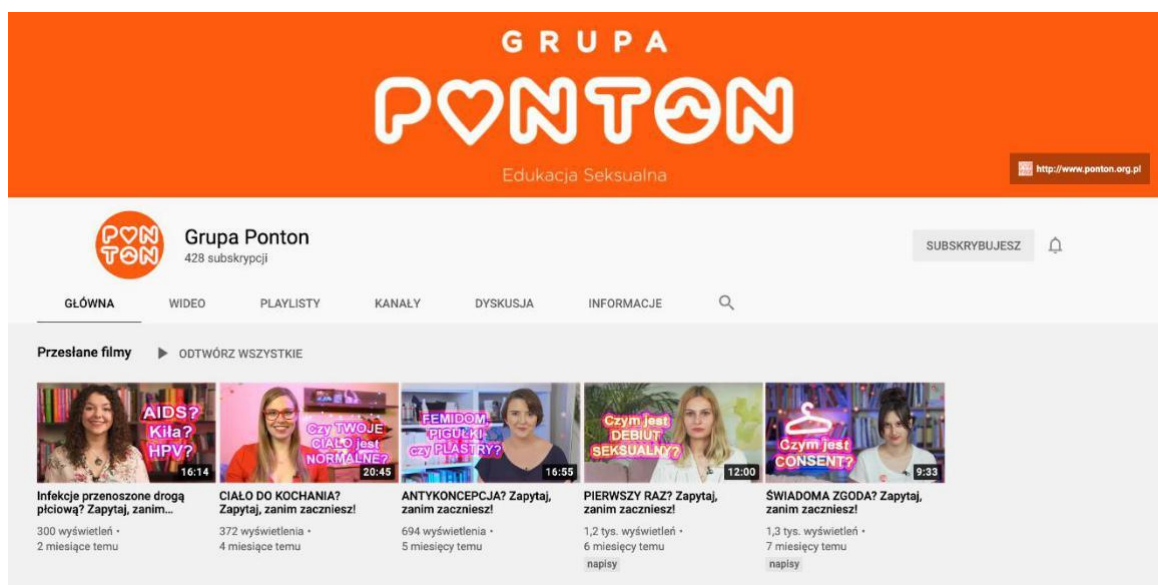 GRUPA
PONTON
Edukacja Seksualna
http://www.ponton.org.pl
PONTON
Grupa Ponton
428 subskrypcji
SUBSKRYBUJESZ
GŁÓWNA
WIDEO
PLAYLISTY
KANAŁY
DYSKUSJA
INFORMACJE
Przesłane filmy
ODTWÓRZ WSZYSTKIE
AIDS?
Kiła?
HPV?
16:14
Infekcje przenoszone drogą
płciową? Zapytaj, zanim...
300 wyświetleń •
2 miesiące temu
Czy TWOJE
CIAŁO jest
NORMALNE?
20:45
CIAŁO DO KOCHANIA?
Zapytaj, zanim zaczniesz!
372 wyświetlenia •
4 miesiące temu
FEMIDOM,
PIGUŁKI
czy PLASTRY?
16:55
ANTYKONCEPCJA? Zapytaj,
zanim zaczniesz!
694 wyświetlenia •
5 miesięcy temu
Czym jest
DEBIUT
SEKSUALNY?
12:00
PIERWSZY RAZ? Zapytaj,
zanim zaczniesz!
1,2 tys. wyświetleń •
6 miesięcy temu
napisy
Czym jest
CONSENT?
9:33
ŚWIADOMA ZGODA? Zapytaj,
zanim zaczniesz!
1,3 tys. wyświetleń •
7 miesięcy temu
napisy